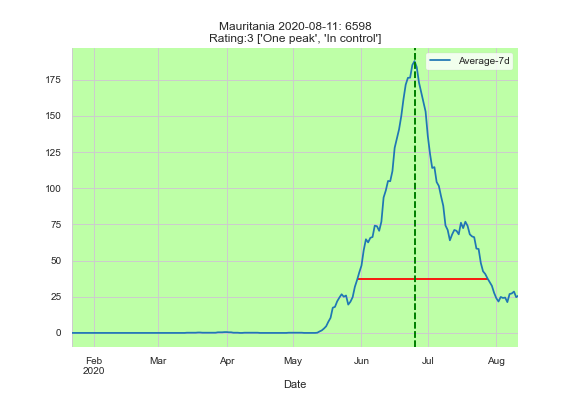 Mauritania 2020-08-11: 6598
Rating:3 ['One peak', 'In control']
Average-7d
175
150
125
100
75
50
25
0
Feb
2020
Mar
Apr
May
Jun
Jul
Aug
Date